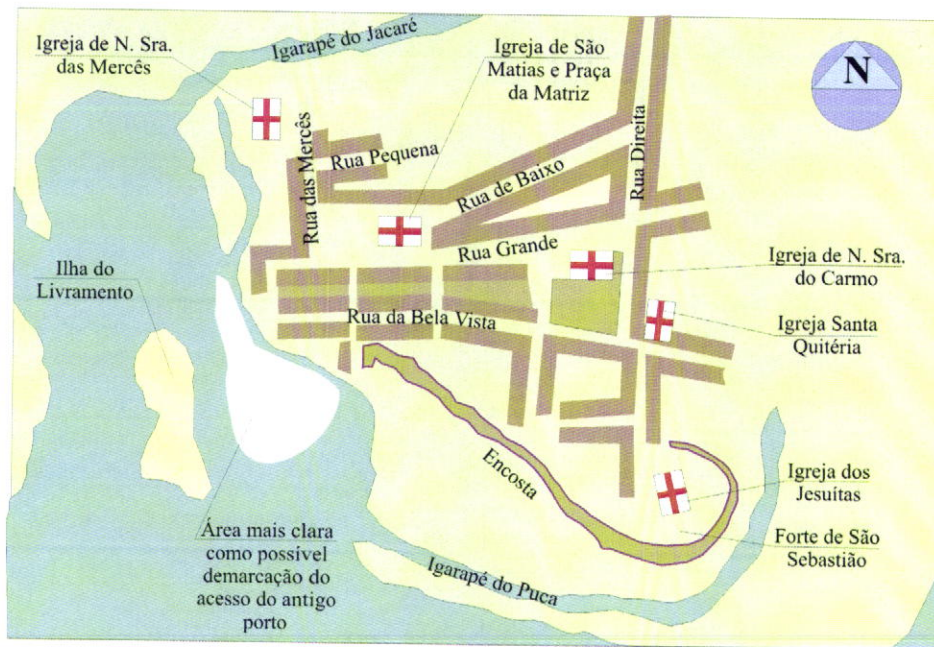 Igreja de N. Sra.
das Mercês
Igarapé do Jacaré
Igreja de São
Matias e Praça
da Matriz
N
Rua das Mercês
Rua Pequena
Rua de Baixo
Rua Direita
Rua Grande
Igreja de N. Sra.
do Carmo
Ilha do
Livramento
Rua da Bela Vista
Igreja Santa
Quitéria
Encosta
Igreja dos
Jesuítas
Forte de São
Sebastião
Área mais clara
como possível
demarcação do
acesso do antigo
porto
Igarapé do Puca